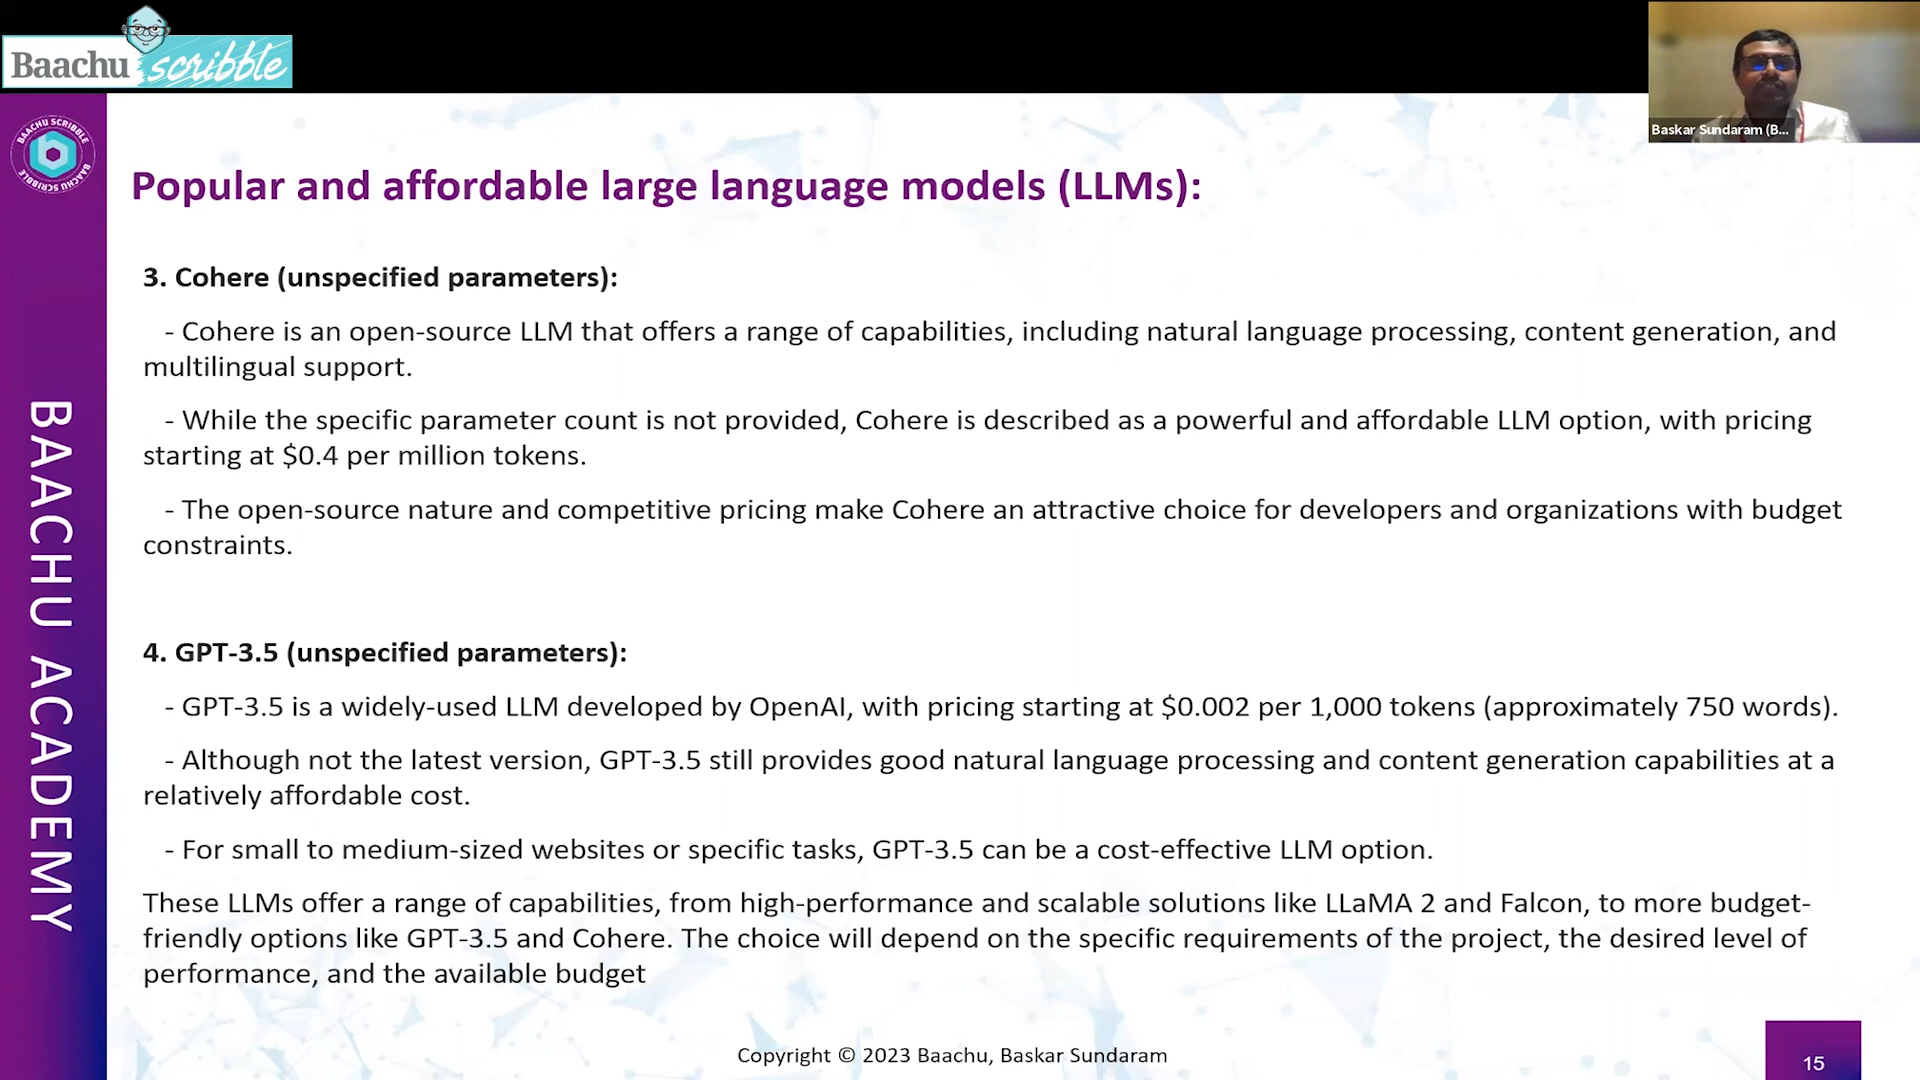 Baachu scribble
Baskar Sundaram (B...
BAACHU SCRIBBLE
BAACHU SCRIBBLE
BAACHU ACADEMY
Popular and affordable large language models (LLMs):
3. Cohere (unspecified parameters):
- Cohere is an open-source LLM that offers a range of capabilities, including natural language processing, content generation, and
multilingual support.
- While the specific parameter count is not provided, Cohere is described as a powerful and affordable LLM option, with pricing
starting at $0.4 per million tokens.
- The open-source nature and competitive pricing make Cohere an attractive choice for developers and organizations with budget
constraints.
4. GPT-3.5 (unspecified parameters):
- GPT-3.5 is a widely-used LLM developed by OpenAI, with pricing starting at $0.002 per 1,000 tokens (approximately 750 words).
- Although not the latest version, GPT-3.5 still provides good natural language processing and content generation capabilities at a
relatively affordable cost.
- For small to medium-sized websites or specific tasks, GPT-3.5 can be a cost-effective LLM option.
These LLMs offer a range of capabilities, from high-performance and scalable solutions like LLaMA 2 and Falcon, to more budget-
friendly options like GPT-3.5 and Cohere. The choice will depend on the specific requirements of the project, the desired level of
performance, and the available budget
Copyright © 2023 Baachu, Baskar Sundaram
15